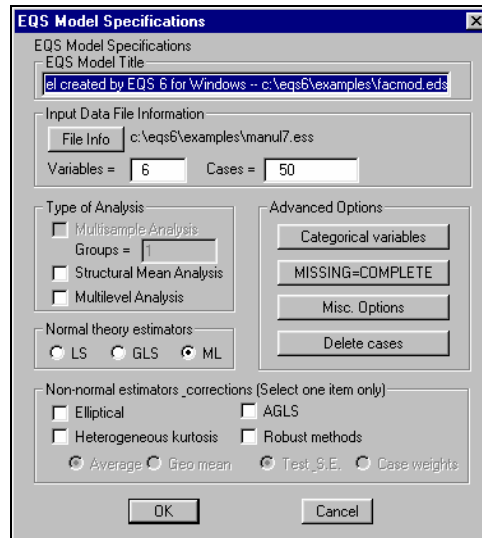 EQS Model Specifications
EQS Model Specifications
EQS Model Title
el created by EQS 6 for Windows -- c:\eqs6\examples\facmod.eds
Input Data File Information
File Info c:\eqs6\examples\manul7.ess
Variables = 6 Cases = 50
Type of Analysis
Multisample Analysis
Groups = 1
Structural Mean Analysis
Multilevel Analysis
Advanced Options
Categorical variables
MISSING=COMPLETE
Misc. Options
Delete cases
Normal theory estimators
LS GLS ML
Non-normal estimators _corrections (Select one item only)
Elliptical AGLS
Heterogeneous kurtosis Robust methods
Average Geo mean Test_S.E. Case weights
OK Cancel